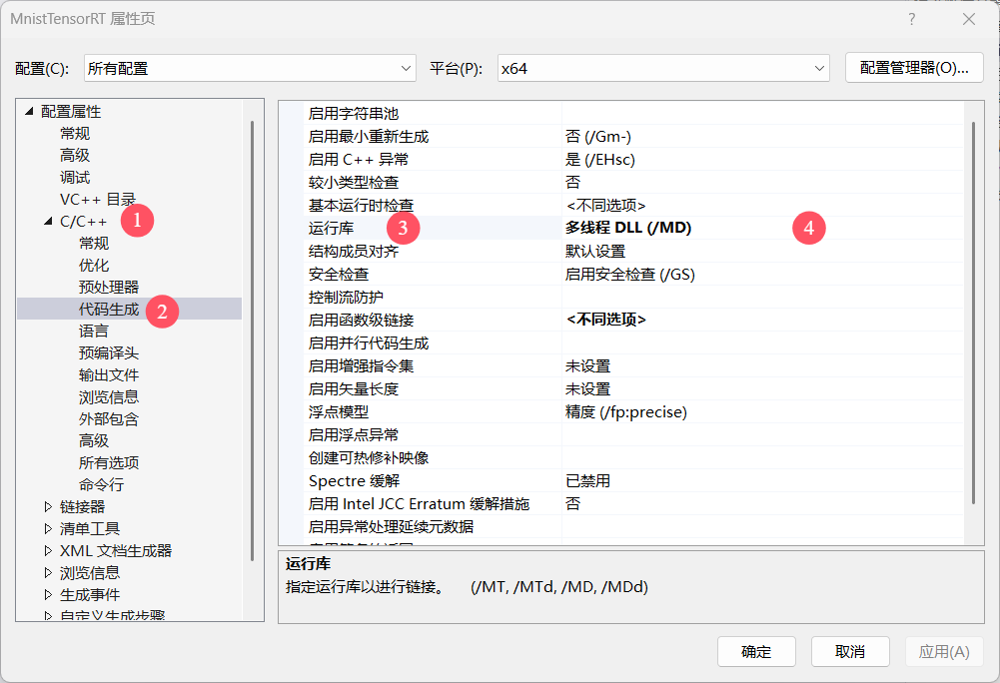 MnistTensorRT 属性页
?
配置(C): 所有配置 平台(P): x64 配置管理器(O)...
配置属性
常规
高级
调试
VC++ 目录
C/C++ 1
常规
优化
预处理器
代码生成 2
语言
预编译头
输出文件
浏览信息
外部包含
高级
所有选项
命令行
链接器
清单工具
XML 文档生成器
浏览信息
生成事件
自定义生成步骤
启用字符串池
启用最小重新生成 否 (/Gm-)
启用 C++ 异常 是 (/EHsc)
较小类型检查 否
基本运行时检查 <不同选项>
运行库 3 多线程 DLL (/MD) 4
结构成员对齐 默认设置
安全检查 启用安全检查 (/GS)
控制流防护
启用函数级链接 <不同选项>
启用并行代码生成
启用增强指令集 未设置
启用矢量长度 未设置
浮点模型 精度 (/fp:precise)
启用浮点异常
创建可热修补映像
Spectre 缓解 已禁用
启用 Intel JCC Erratum 缓解措施 否
启用异常处理延续元数据
运行库
指定运行库以进行链接。 (/MT, /MTd, /MD, /MDd)
确定 取消 应用(A)